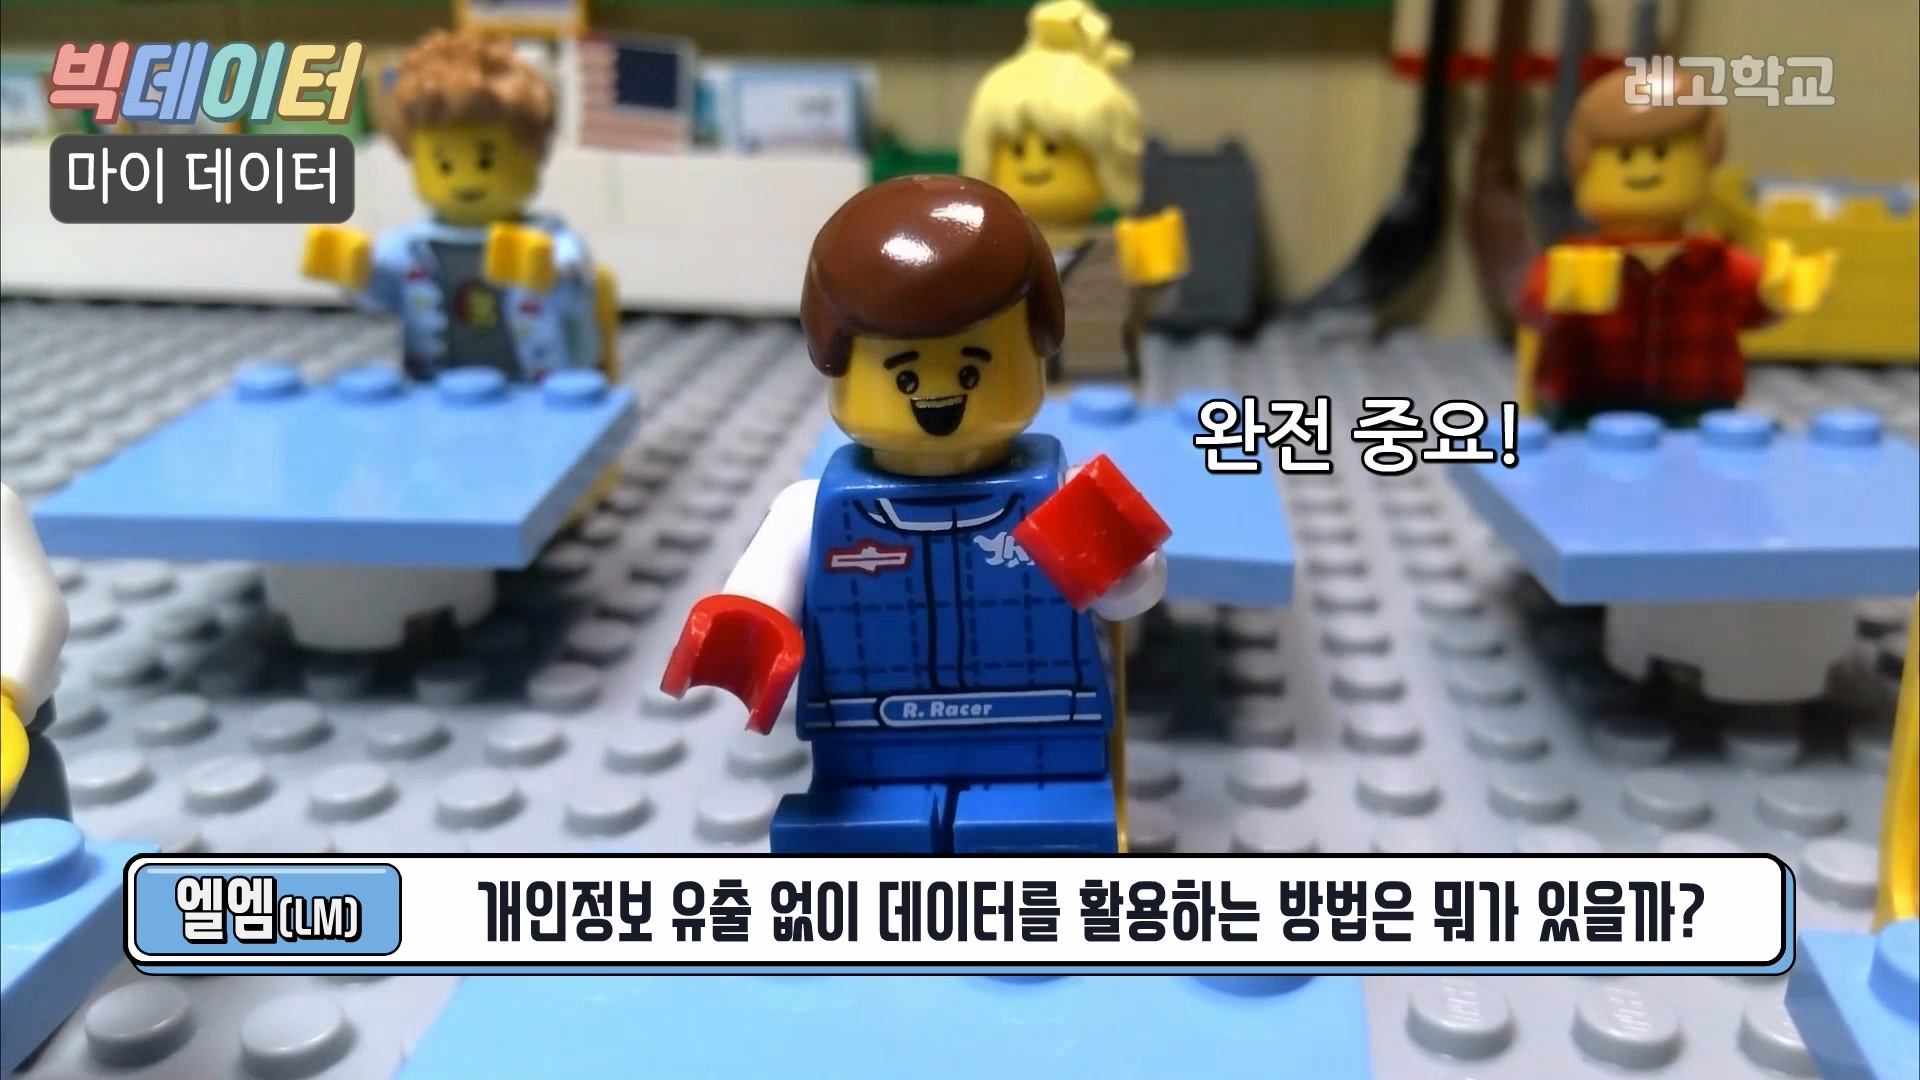 빅데이터
마이 데이터
레고학교
완전 중요!
R. Racer
엘엠(LM)
개인정보 유출 없이 데이터를 활용하는 방법은 뭐가 있을까?